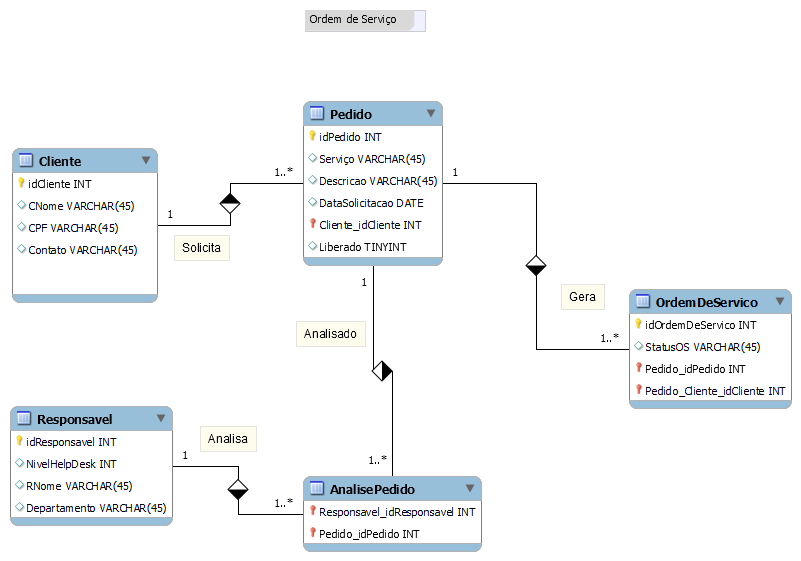 Ordem de Serviço
Pedido
idPedido INT
Serviço VARCHAR(45)
Descricao VARCHAR(45)
DataSolicitacao DATE
Cliente_idCliente INT
Liberado TINYINT
Cliente
idCliente INT
CNome VARCHAR(45)
CPF VARCHAR(45)
Contato VARCHAR(45)
1
1..*
Solicita
1
1..*
Gera
OrdemDeServico
idOrdemDeServico INT
StatusOS VARCHAR(45)
Pedido_idPedido INT
Pedido_Cliente_idCliente INT
1
Analisado
1..*
Responsavel
idResponsavel INT
NivelHelpDesk INT
RNome VARCHAR(45)
Departamento VARCHAR(45)
1
Analisa
1..*
AnalisePedido
Responsavel_idResponsavel INT
Pedido_idPedido INT